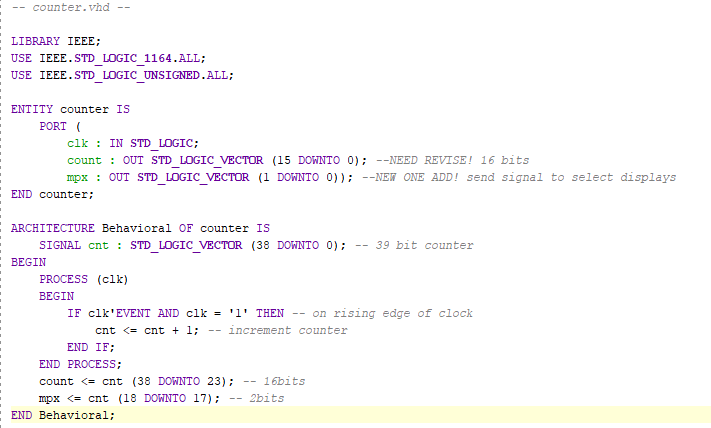 -- counter.vhd --
LIBRARY IEEE;
USE IEEE.STD_LOGIC_1164.ALL;
USE IEEE.STD_LOGIC_UNSIGNED.ALL;
ENTITY counter IS
PORT (
clk : IN STD_LOGIC;
count : OUT STD_LOGIC_VECTOR (15 DOWNTO 0); --NEED REVISE! 16 bits
mpx : OUT STD_LOGIC_VECTOR (1 DOWNTO 0)); --NEW ONE ADD! send signal to select displays
END counter;
ARCHITECTURE Behavioral OF counter IS
SIGNAL cnt : STD_LOGIC_VECTOR (38 DOWNTO 0); -- 39 bit counter
BEGIN
PROCESS (clk)
BEGIN
IF clk'EVENT AND clk = '1' THEN -- on rising edge of clock
cnt <= cnt + 1; -- increment counter
END IF;
END PROCESS;
count <= cnt (38 DOWNTO 23); -- 16bits
mpx <= cnt (18 DOWNTO 17); -- 2bits
END Behavioral;